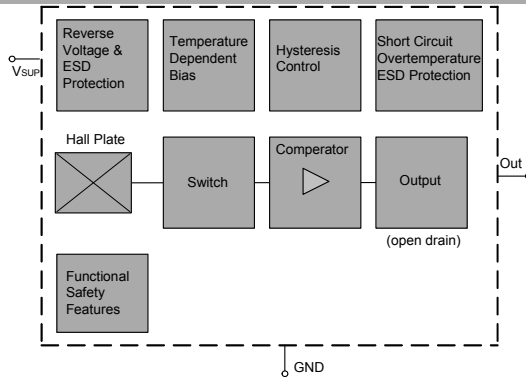 Reverse
Voltage &
ESD
Protection
Temperature
Dependent
Bias
Hysteresis
Control
Short Circuit
Overtemperature
ESD Protection
VSUP
Hall Plate
Switch
Comperator
Output
Out
(open drain)
Functional
Safety
Features
GND